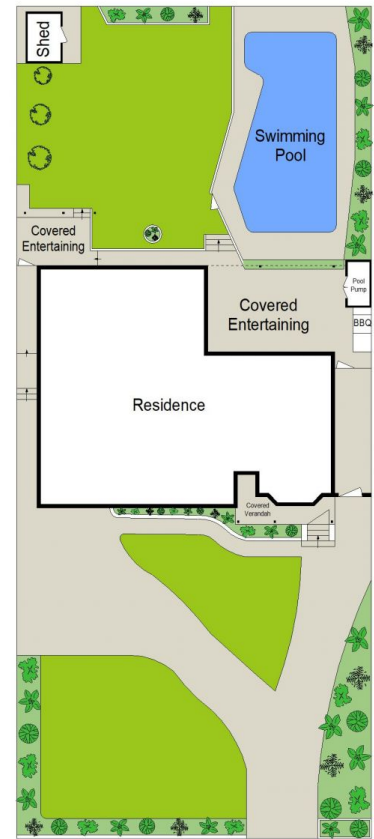 Shed
Swimming
Pool
Covered
Entertaining
Pool
Pump
Covered
Entertaining
BBQ
Residence
Covered
Verandah